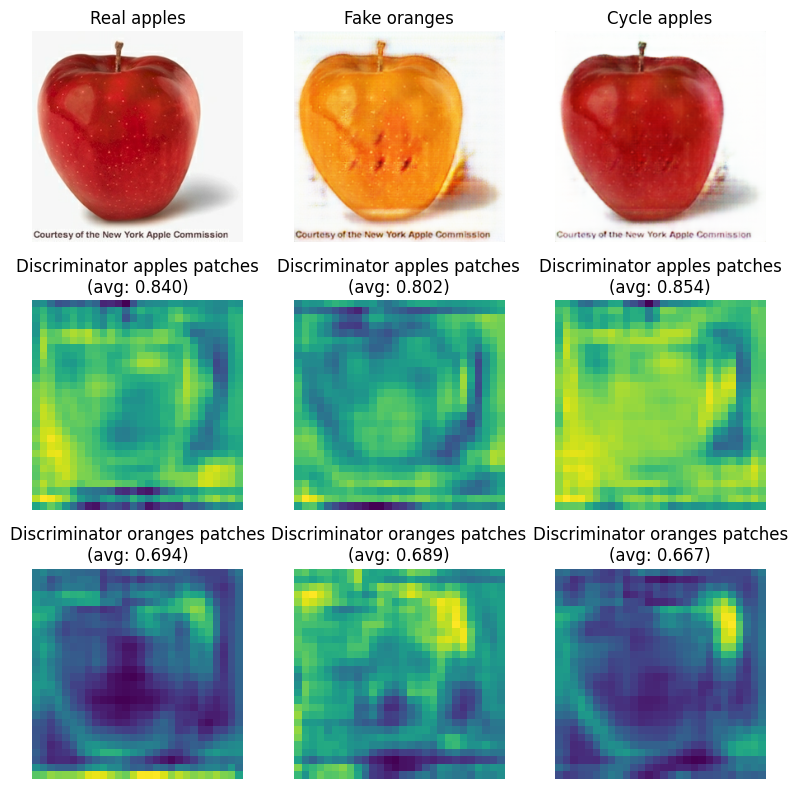 Real apples
Fake oranges
Cycle apples
Courtesy of the New York Apple Commission
Courtesy of the New York Apple Commission
Courtesy of the New York Apple Commission
Discriminator apples patches
(avg: 0.840)
Discriminator apples patches
(avg: 0.802)
Discriminator apples patches
(avg: 0.854)
Discriminator oranges patches
(avg: 0.694)
Discriminator oranges patches
(avg: 0.689)
Discriminator oranges patches
(avg: 0.667)